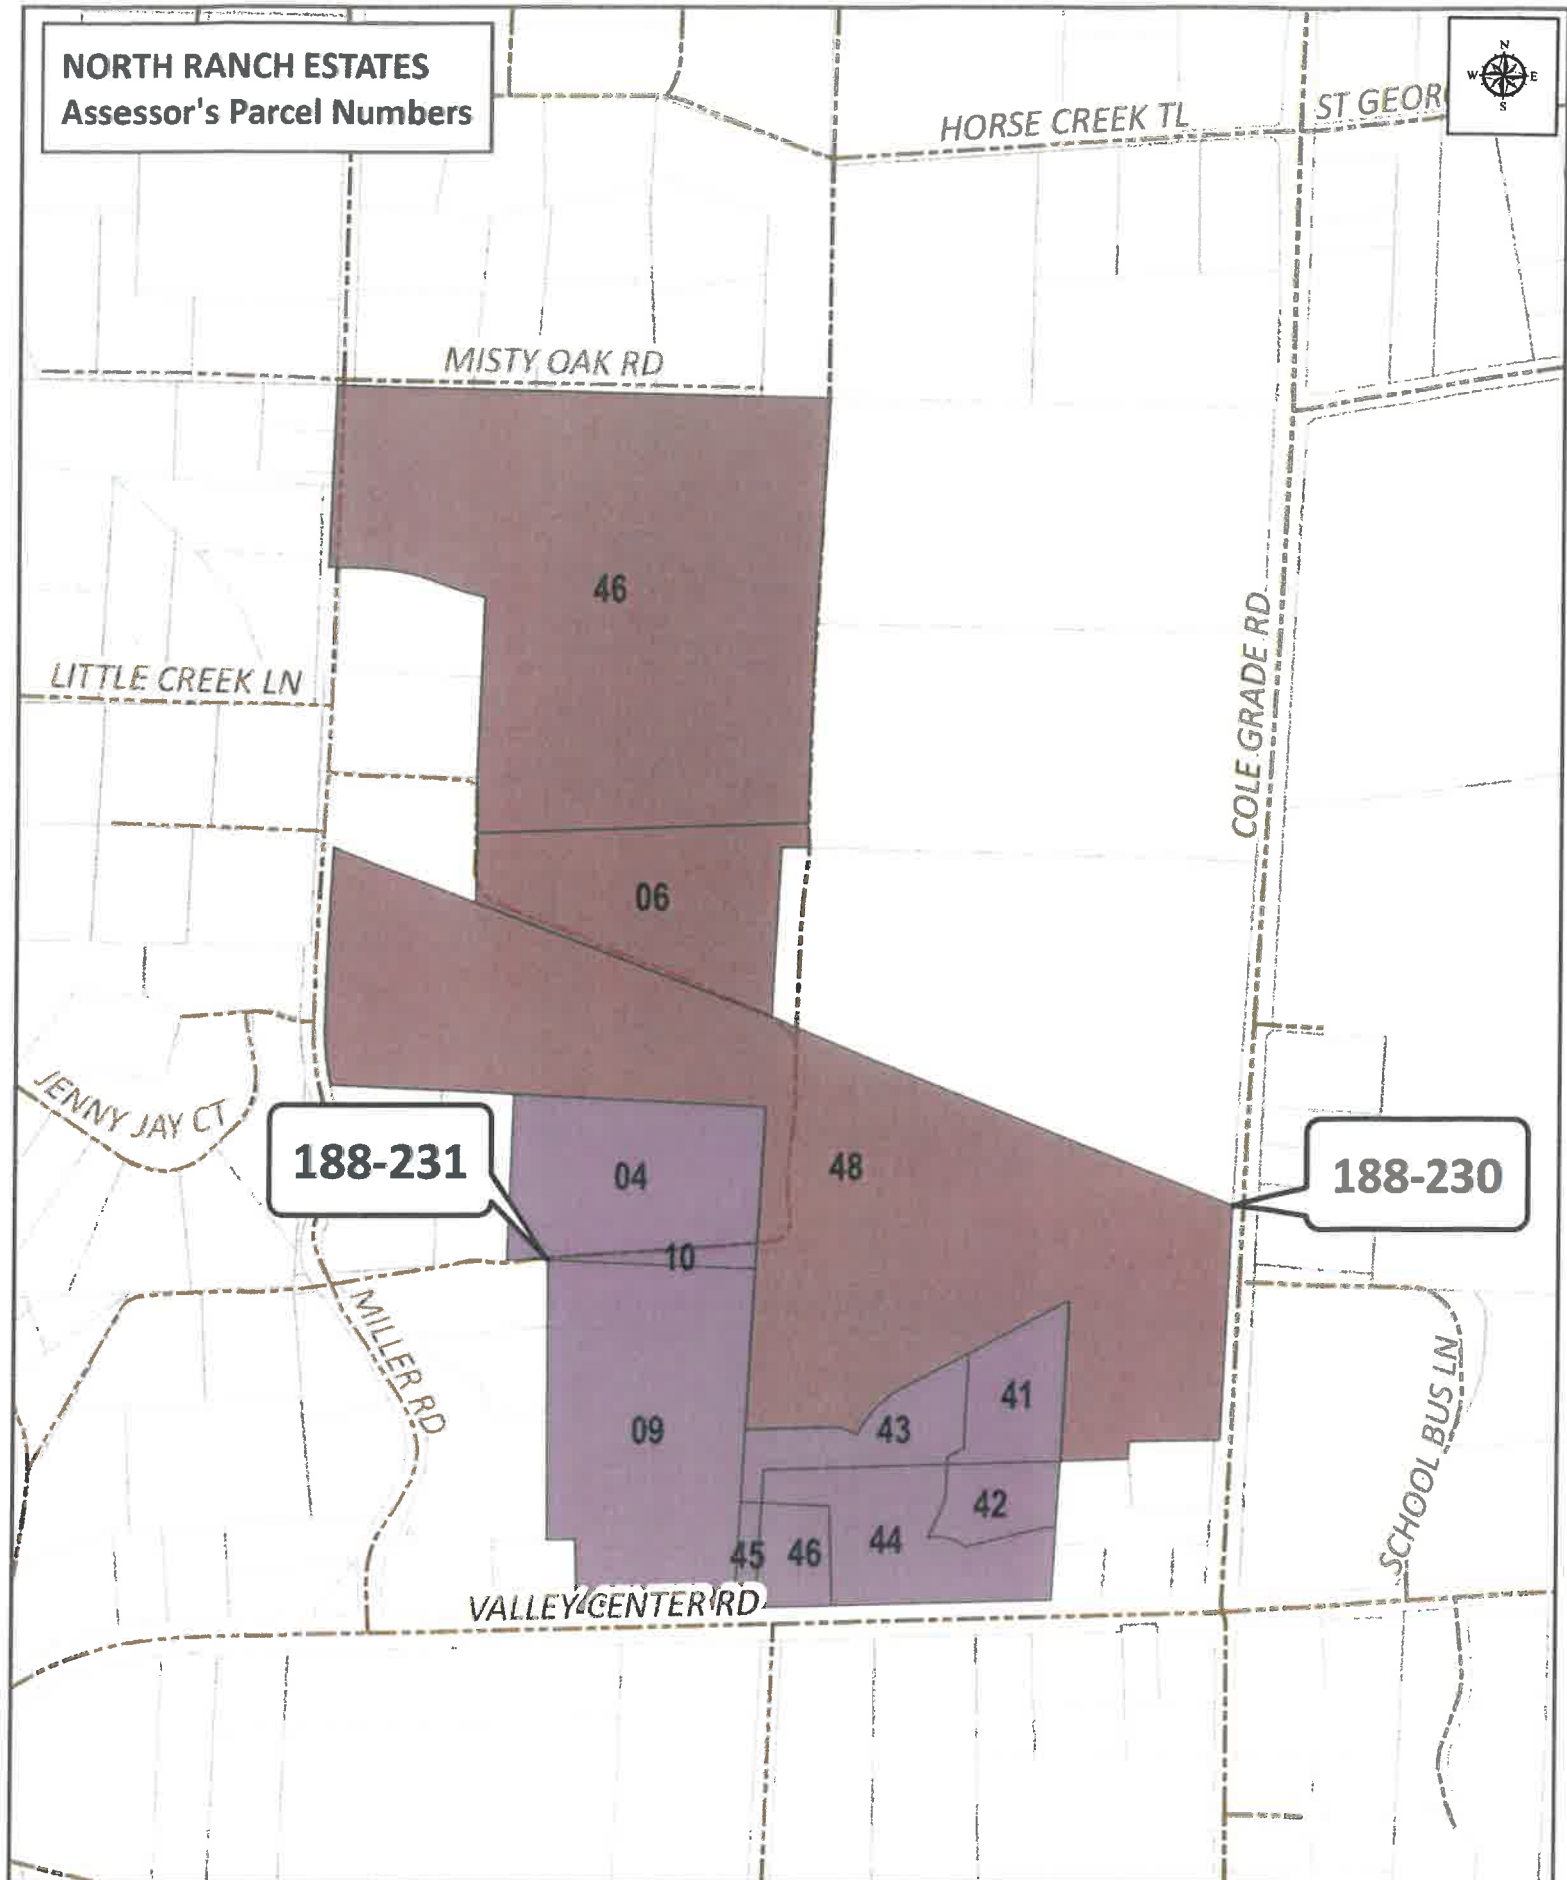 NORTH RANCH ESTATES
Assessor's Parcel Numbers
N
W E
S
HORSE CREEK TL
ST GEOR
MISTY OAK RD
46
LITTLE CREEK LN
COLE GRADE RD
06
JENNY JAY CT
188-231
04
48
188-230
10
MILLER RD
41
43
09
SCHOOL BUS LN
42
44
45
46
VALLEY CENTER RD